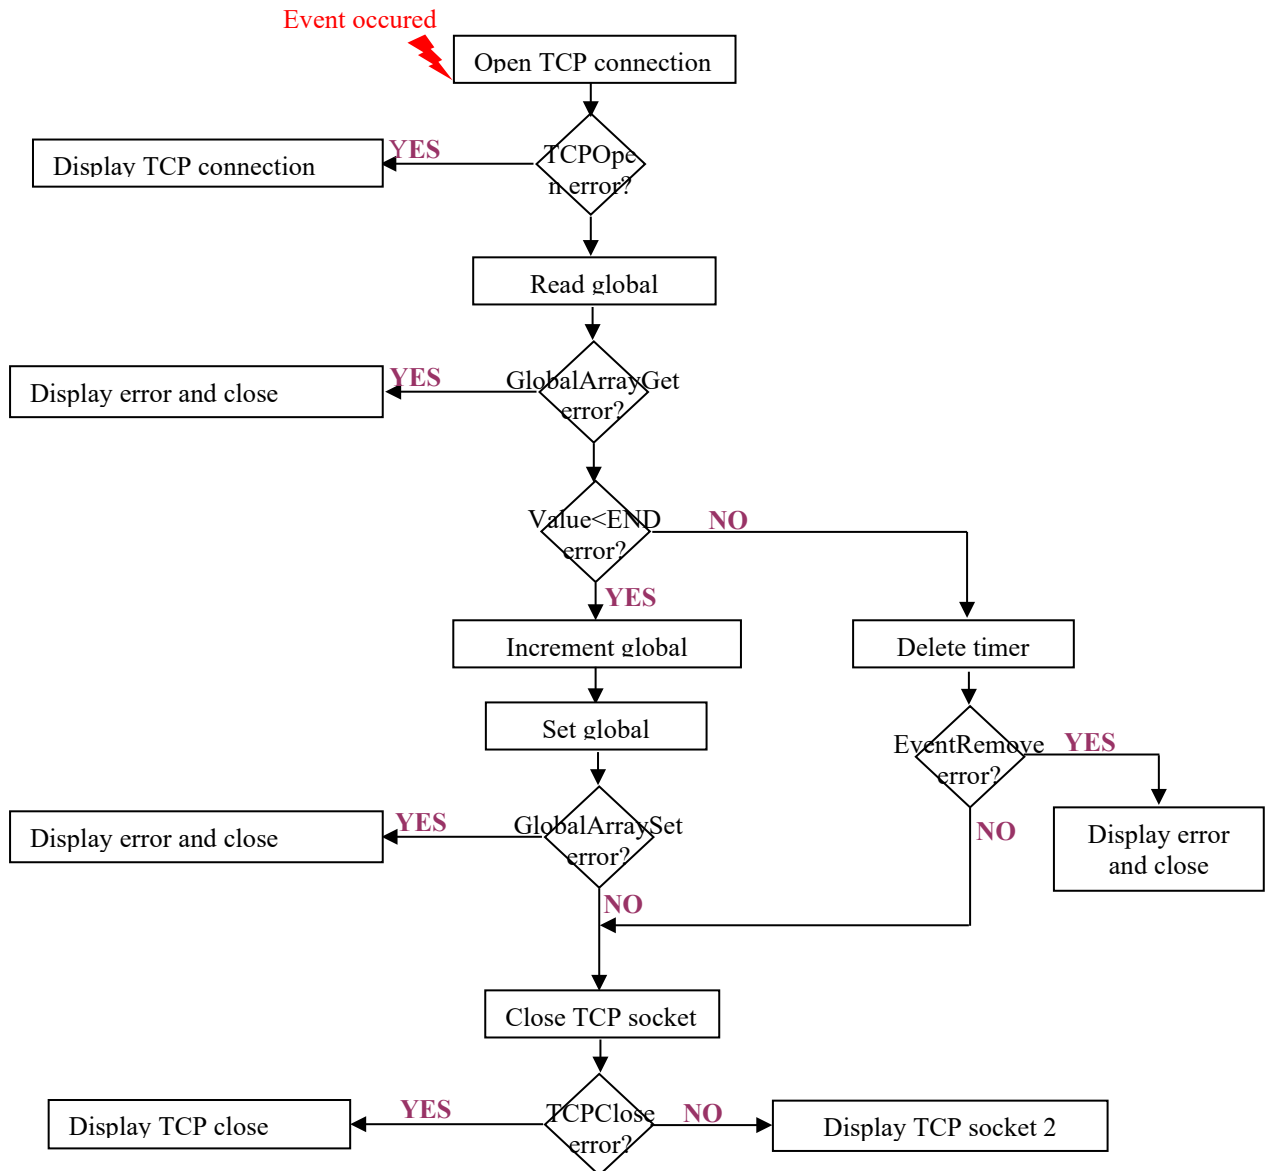 Event occured
Open TCP connection
TCPOpe
n error?
YES
Display TCP connection
Read global
GlobalArrayGet
error?
YES
Display error and close
Value<END
error?
NO
YES
Increment global
Delete timer
Set global
EventRemove
error?
YES
GlobalArraySet
error?
YES
Display error and close
NO
Display error
and close
NO
Close TCP socket
TCPClose
error?
YES
NO
Display TCP close
Display TCP socket 2